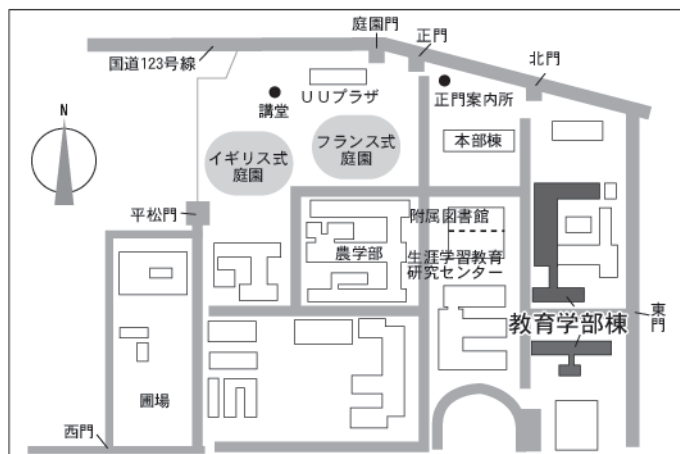 庭園門
正門
国道123号線
北門
N
UUプラザ
講堂
正門案内所
フランス式
庭園
本部棟
イギリス式
庭園
平松門
附属図書館
農学部
生涯学習教育
研究センター
教育学部棟
東門
圃場
西門